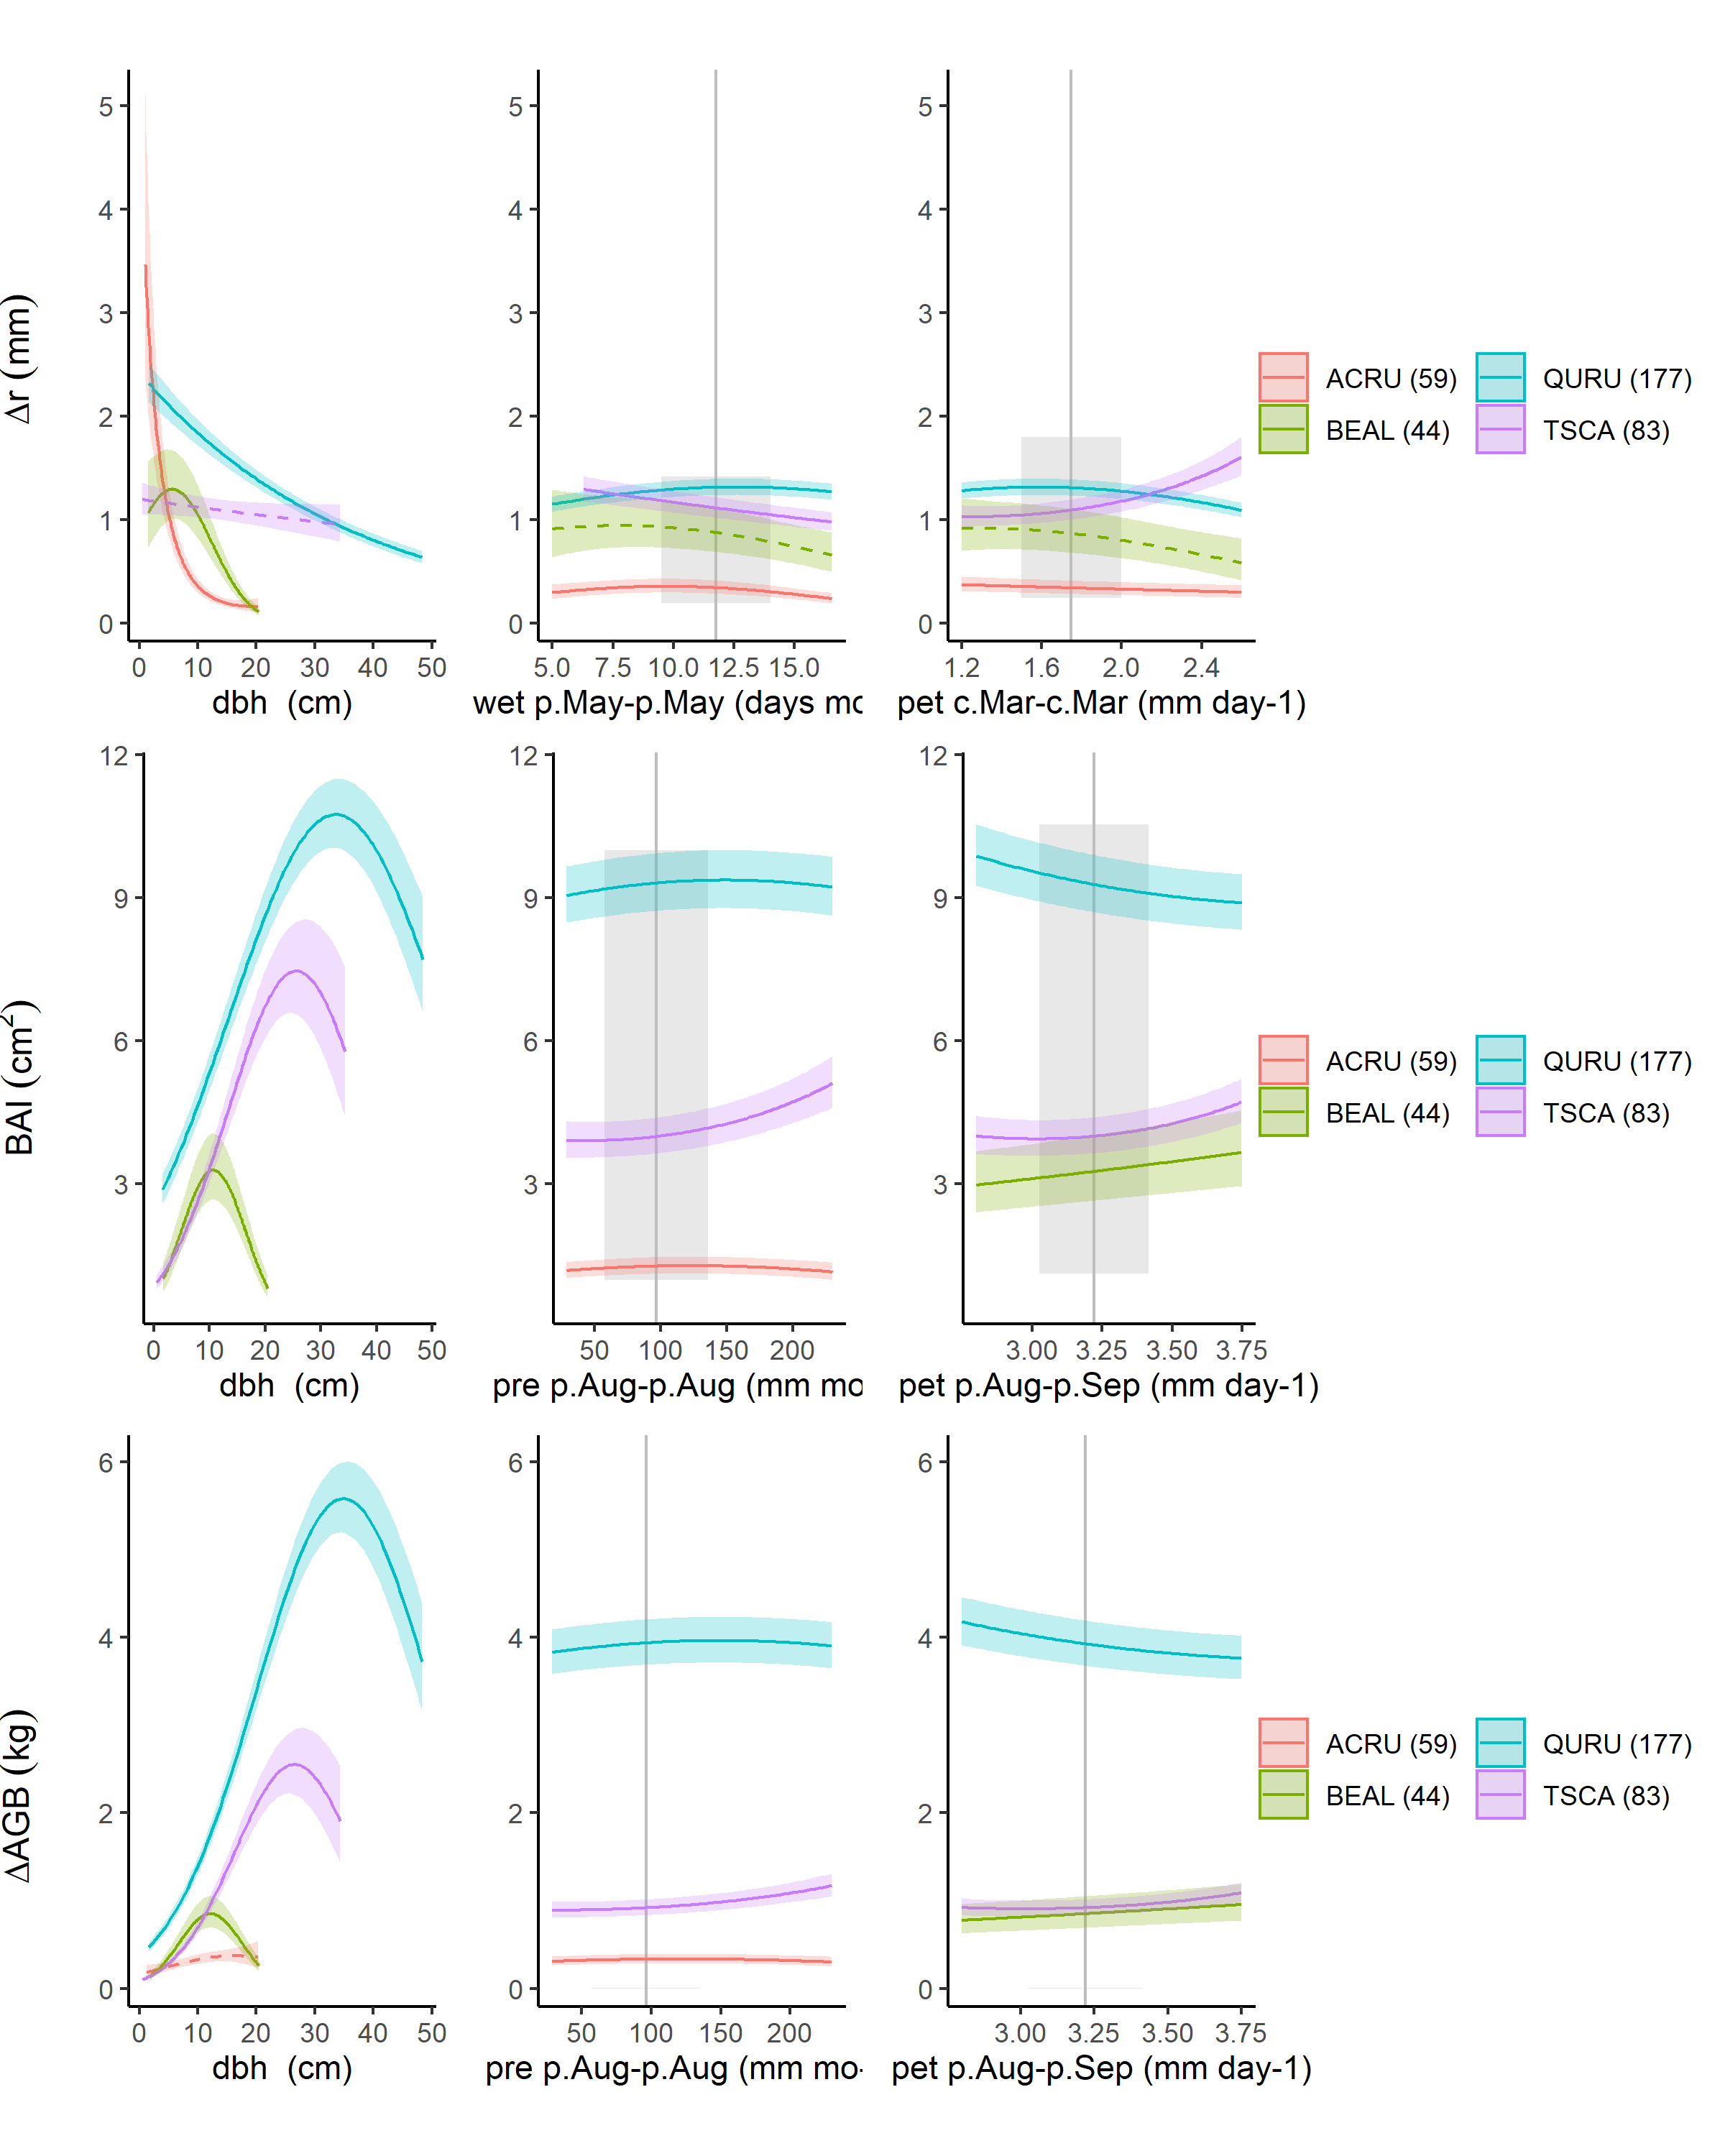 Δr (mm)
5
4
3
2
1
0
0 10 20 30 40 50
dbh (cm)
5
4
3
2
1
0
5.0 7.5 10.0 12.5 15.0
wet p.May-p.May (days mo
5
4
3
2
1
0
1.2 1.6 2.0 2.4
pet c.Mar-c.Mar (mm day-1)
ACRU (59) QURU (177)
BEAL (44) TSCA (83)
BAI (cm²)
12
9
6
3
0 10 20 30 40 50
dbh (cm)
12
9
6
3
50 100 150 200
pre p.Aug-p.Aug (mm mo
12
9
6
3
3.00 3.25 3.50 3.75
pet p.Aug-p.Sep (mm day-1)
ACRU (59) QURU (177)
BEAL (44) TSCA (83)
ΔAGB (kg)
6
4
2
0
0 10 20 30 40 50
dbh (cm)
6
4
2
0
50 100 150 200
pre p.Aug-p.Aug (mm mo-
6
4
2
0
3.00 3.25 3.50 3.75
pet p.Aug-p.Sep (mm day-1)
ACRU (59) QURU (177)
BEAL (44) TSCA (83)